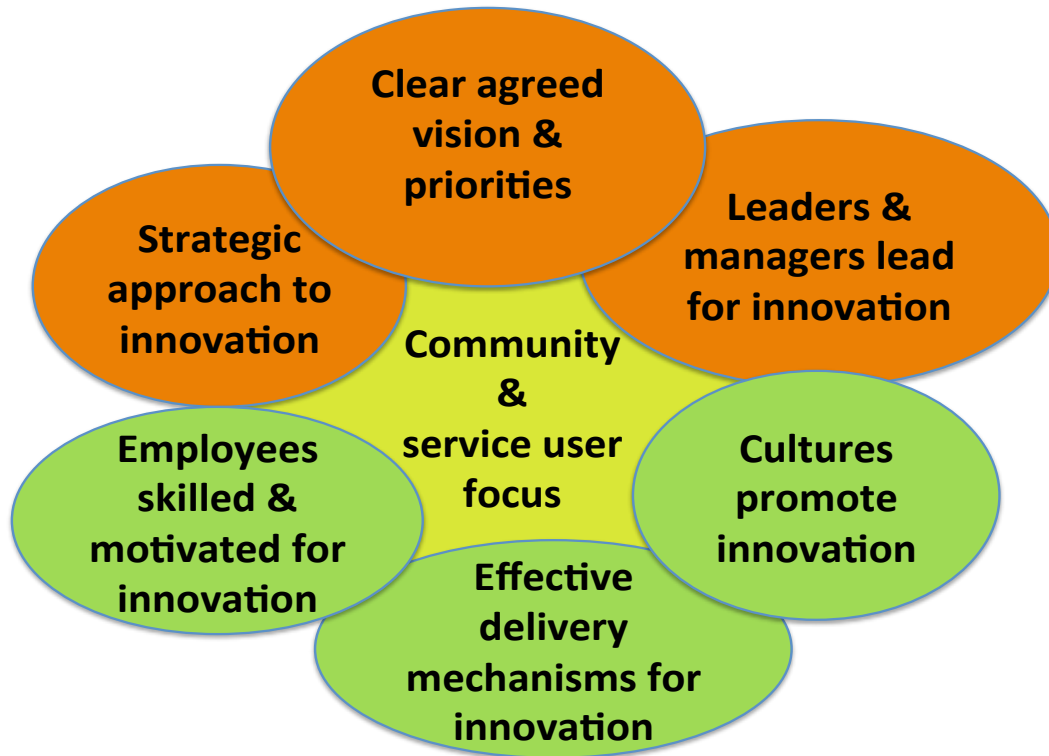 Clear agreed
vision &
priorities
Leaders &
managers lead
for innovation
Strategic
approach to
innovation
Community
&
service user
focus
Employees
skilled &
motivated for
innovation
Cultures
promote
innovation
Effective
delivery
mechanisms for
innovation